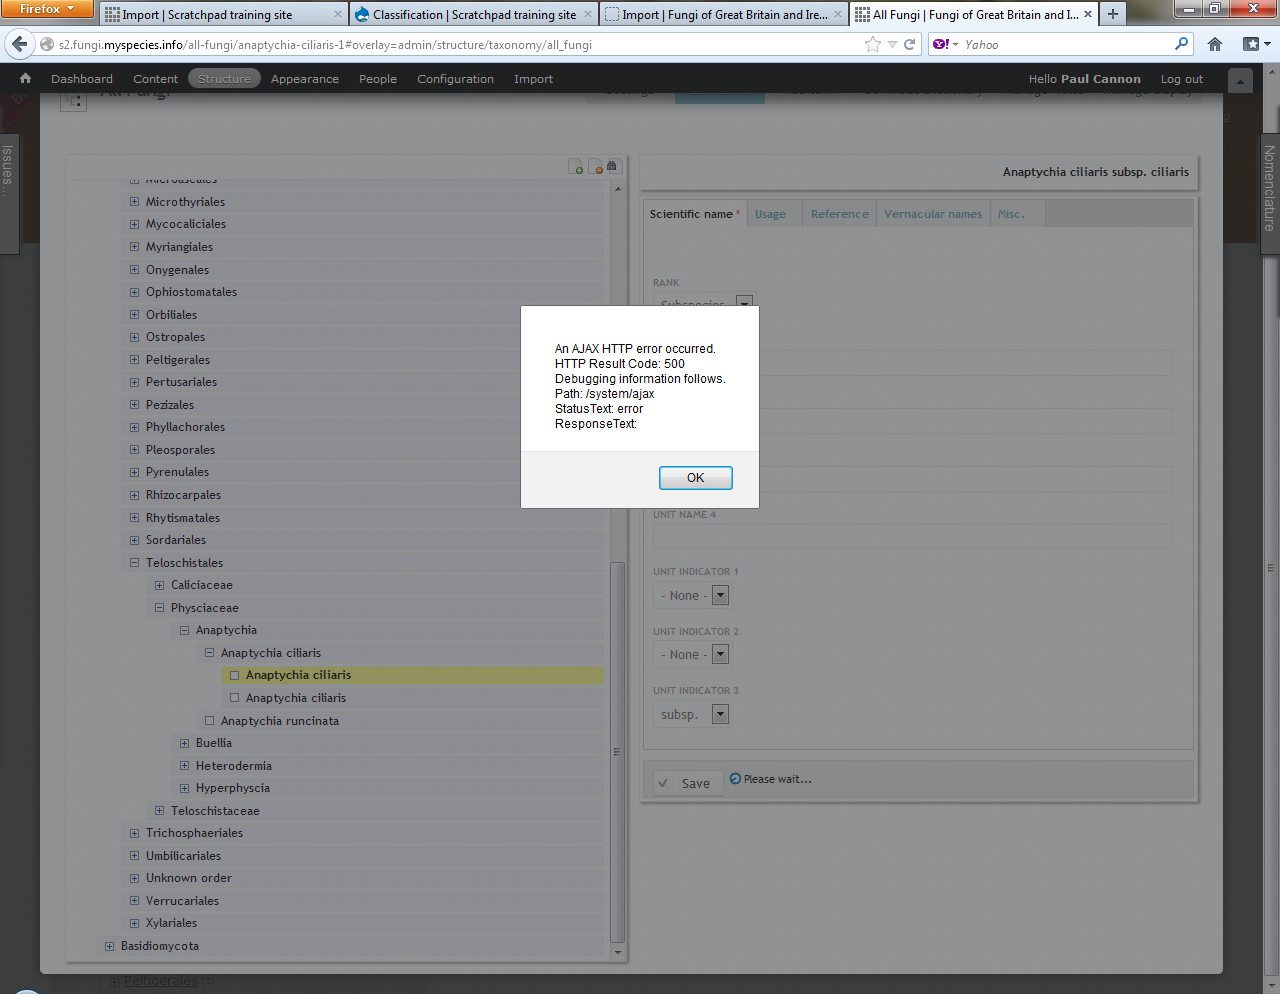 Firefox
Import | Scratchpad training site
Classification | Scratchpad training site
Import | Fungi of Great Britain and Ire...
All Fungi | Fungi of Great Britain and I...
s2.fungi.myspecies.info/all-fungi/anaptychia-ciliaris-1#overlay=admin/structure/taxonomy/all_fungi
Yahoo
Dashboard Content Structure Appearance People Configuration Import
Hello Paul Cannon Log out
All Fungi
Issues...
Nomenclature
Anaptychia ciliaris subsp. ciliaris
Microthyriales
Mycocaliciales
Myriangiales
Onygenales
Ophiostomatales
Orbiliales
Ostropales
Peltigerales
Pertusariales
Pezizales
Phyllachorales
Pleosporales
Pyrenulales
Rhizocarpales
Rhytismatales
Sordariales
Teloschistales
Caliciaceae
Physciaceae
Anaptychia
Anaptychia ciliaris
Anaptychia ciliaris
Anaptychia ciliaris
Anaptychia runcinata
Buellia
Heterodermia
Hyperphyscia
Teloschistaceae
Trichosphaeriales
Umbilicariales
Unknown order
Verrucariales
Xylariales
Basidiomycota
Peltigerales (2)
Scientific name * Usage Reference Vernacular names Misc.
RANK
Subspecies
An AJAX HTTP error occurred.
HTTP Result Code: 500
Debugging information follows.
Path: /system/ajax
StatusText: error
ResponseText:
OK
UNIT NAME 4
UNIT INDICATOR 1
- None -
UNIT INDICATOR 2
- None -
UNIT INDICATOR 3
subsp.
Save
Please wait...